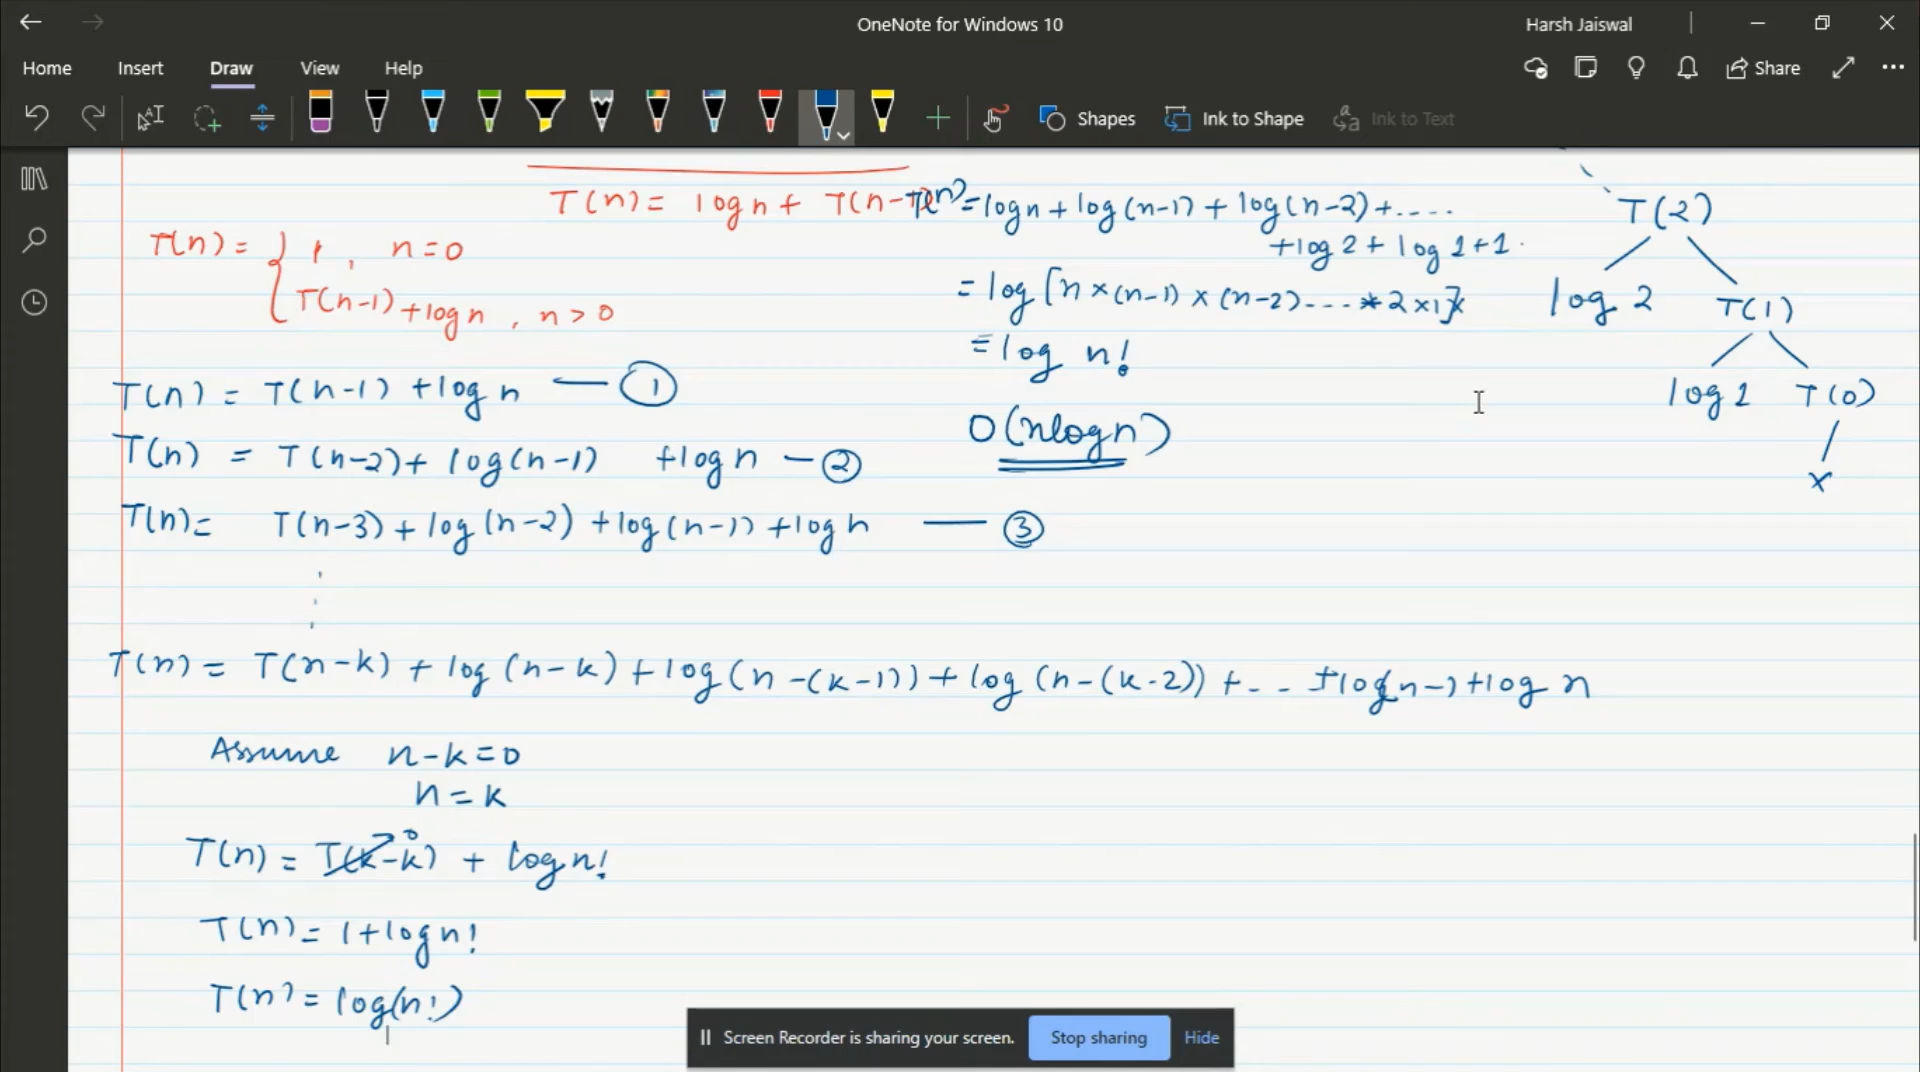 OneNote for Windows 10
Harsh Jaiswal
Home Insert Draw View Help
Share
Shapes Ink to Shape Ink to Text
T(n) = log n + T(n-1)
T(n) = { 1, n=0
T(n-1) + log n, n>0
T(n) = T(n-1) + log n — ①
T(n) = T(n-2) + log(n-1) + log n — ②
T(n) = T(n-3) + log(n-2) + log(n-1) + log n — ③
T(n) = T(n-k) + log(n-k) + log(n-(k-1)) + log(n-(k-2)) + -- + log(n-) + log n
Assume n-k=0
n=k
T(n) = T(k-k) 0 + log n!
T(n) = 1+log n!
T(n) = log(n!)
T(n) = log n + log(n-1) + log(n-2) + ----
+ log 2 + log 1 + 1
= log [n×(n-1)×(n-2)---- * 2×1]
= log n!
O(n log n)
T(2)
log 2 T(1)
log 1 T(0)
x
Screen Recorder is sharing your screen. Stop sharing Hide